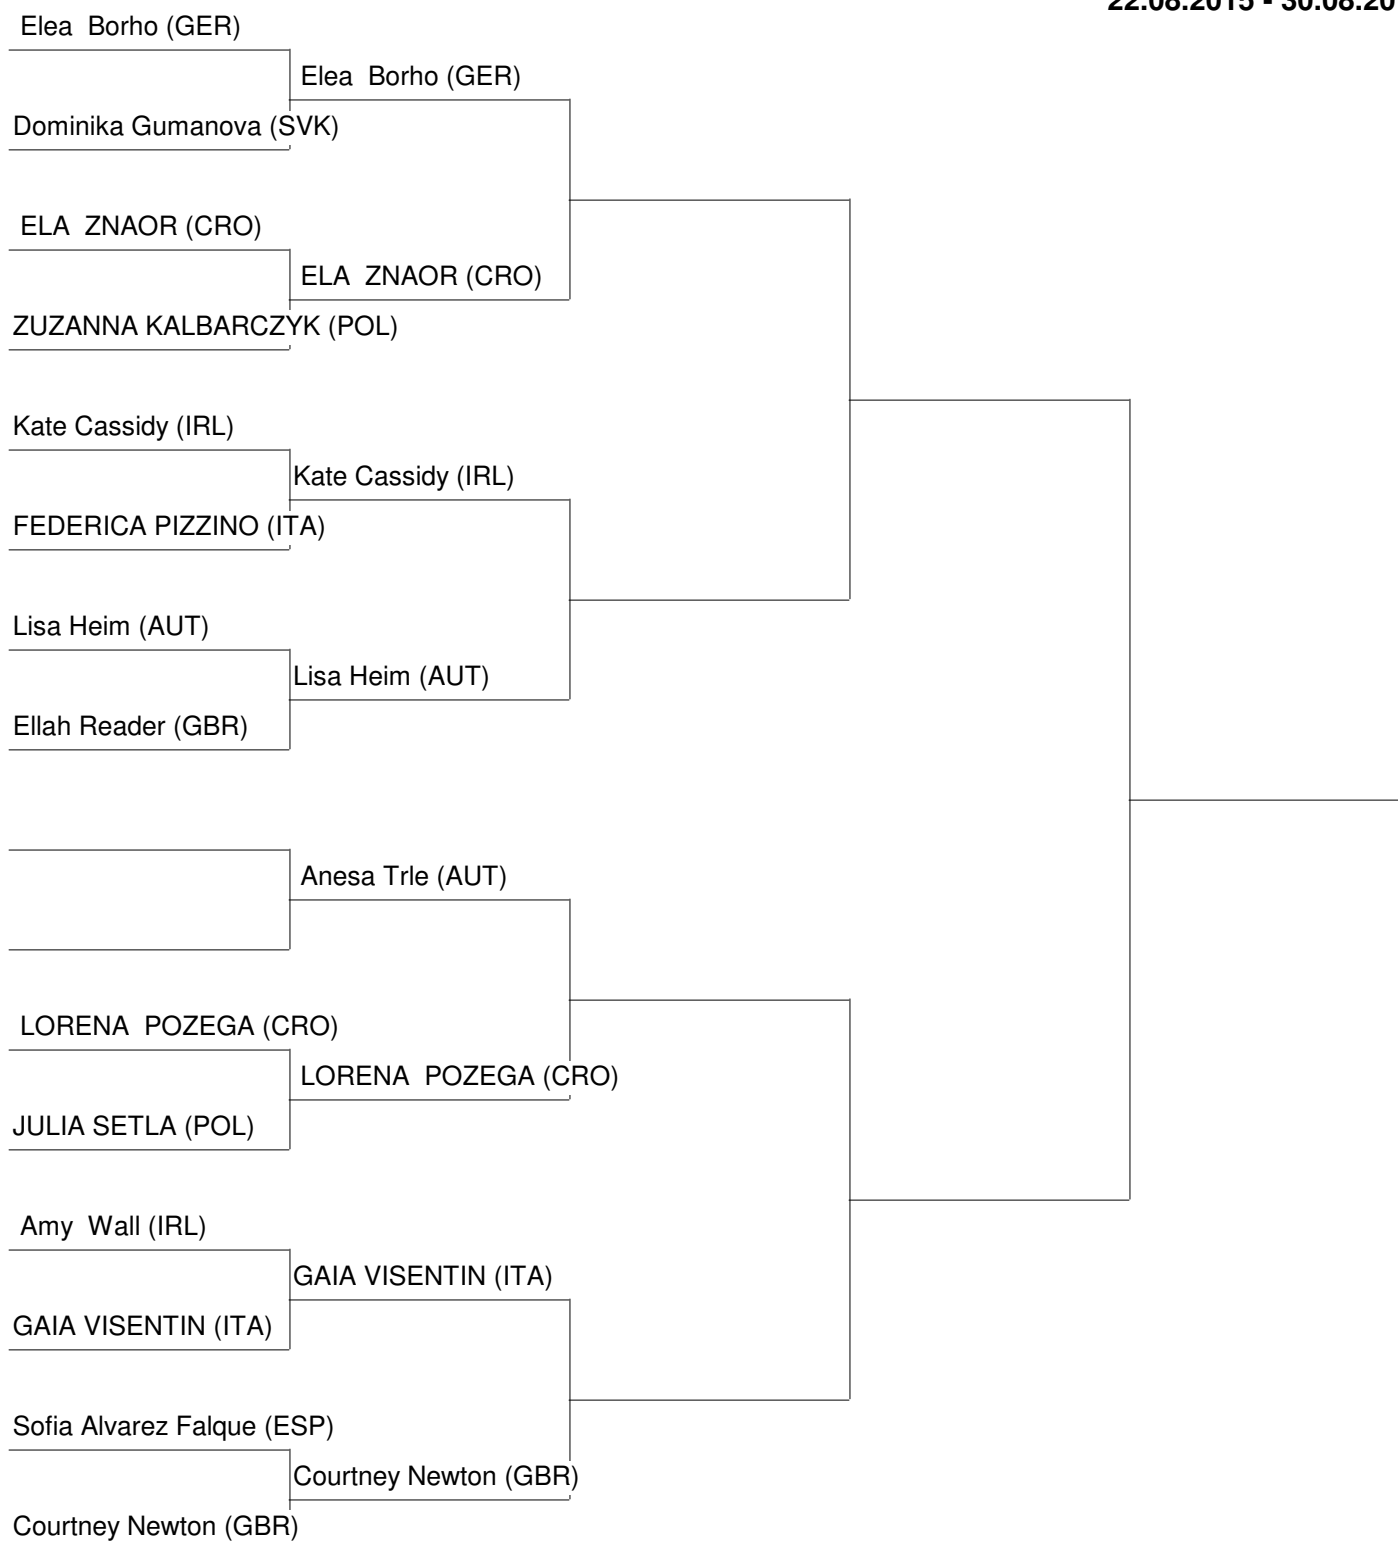 22.08.2015 - 30.08.20
Elea  Borho (GER)
Elea  Borho (GER)
Dominika Gumanova (SVK)
ELA  ZNAOR (CRO)
ELA  ZNAOR (CRO)
ZUZANNA KALBARCZYK (POL)
Kate Cassidy (IRL)
Kate Cassidy (IRL)
FEDERICA PIZZINO (ITA)
Lisa Heim (AUT)
Lisa Heim (AUT)
Ellah Reader (GBR)
Anesa Trle (AUT)
LORENA  POZEGA (CRO)
LORENA  POZEGA (CRO)
JULIA SETLA (POL)
Amy  Wall (IRL)
GAIA VISENTIN (ITA)
GAIA VISENTIN (ITA)
Sofia Alvarez Falque (ESP)
Courtney Newton (GBR)
Courtney Newton (GBR)